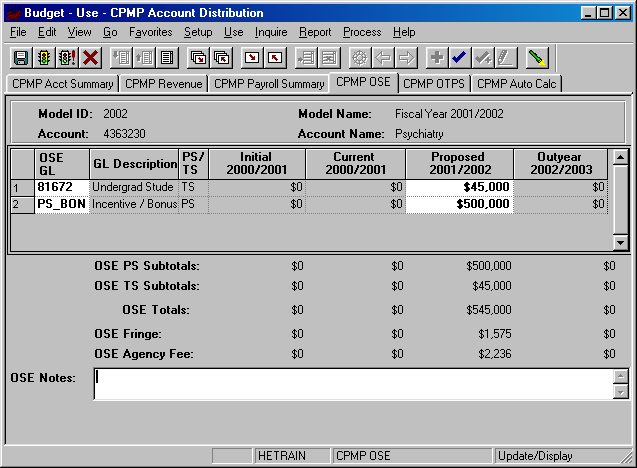 Budget - Use - CPMP Account Distribution
File Edit View Go Favorites Setup Use Inquire Report Process Help
CPMP Acct Summary CPMP Revenue CPMP Payroll Summary CPMP OSE CPMP OTPS CPMP Auto Calc
Model ID: 2002 Model Name: Fiscal Year 2001/2002
Account: 4363230 Account Name: Psychiatry
OSE GL Description PS/ Initial Current Proposed Outyear
GL TS 2000/2001 2000/2001 2001/2002 2002/2003
1 81672 Undergrad Stude TS $0 $0 $45,000 $0
2 PS_BON Incentive / Bonus PS $0 $0 $500,000 $0
OSE PS Subtotals: $0 $0 $500,000 $0
OSE TS Subtotals: $0 $0 $45,000 $0
OSE Totals: $0 $0 $545,000 $0
OSE Fringe: $0 $0 $1,575 $0
OSE Agency Fee: $0 $0 $2,236 $0
OSE Notes:
HETRAIN CPMP OSE Update/Display